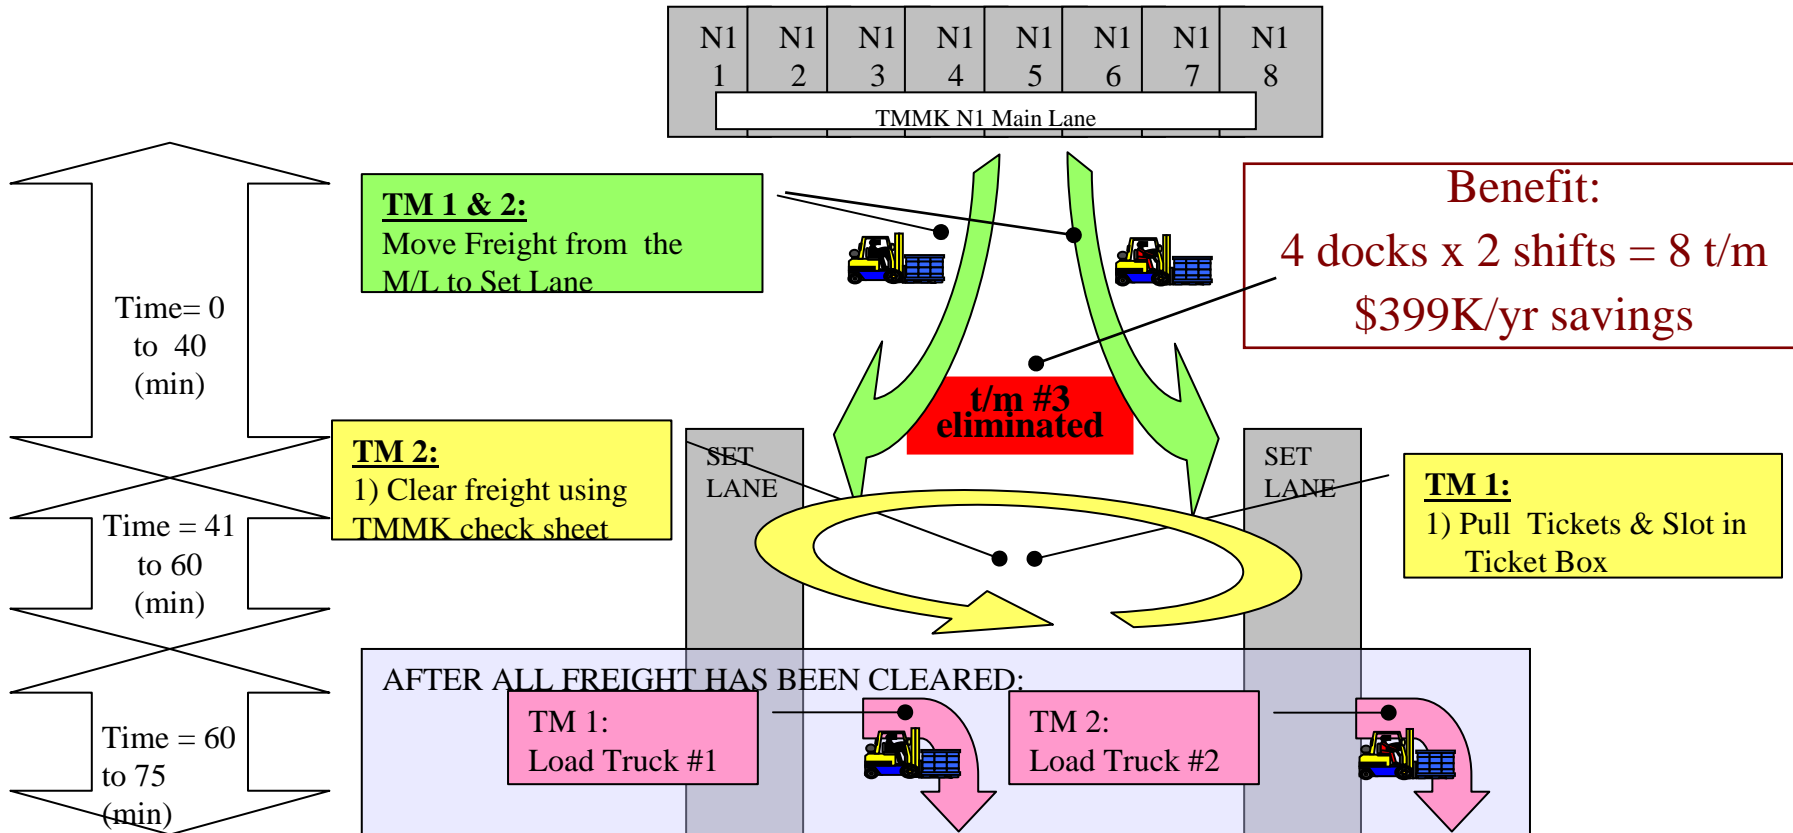 N1 N1 N1 N1 N1 N1 N1 N1
1 2 3 4 5 6 7 8
TMMK N1 Main Lane
TM 1 & 2:
Move Freight from the
M/L to Set Lane
Benefit:
4 docks x 2 shifts = 8 t/m
$399K/yr savings
Time= 0
to 40
(min)
t/m #3
eliminated
TM 2:
1) Clear freight using
TMMK check sheet
SET
LANE
SET
LANE
TM 1:
1) Pull Tickets & Slot in
Ticket Box
Time = 41
to 60
(min)
AFTER ALL FREIGHT HAS BEEN CLEARED:
TM 1:
Load Truck #1
TM 2:
Load Truck #2
Time = 60
to 75
(min)